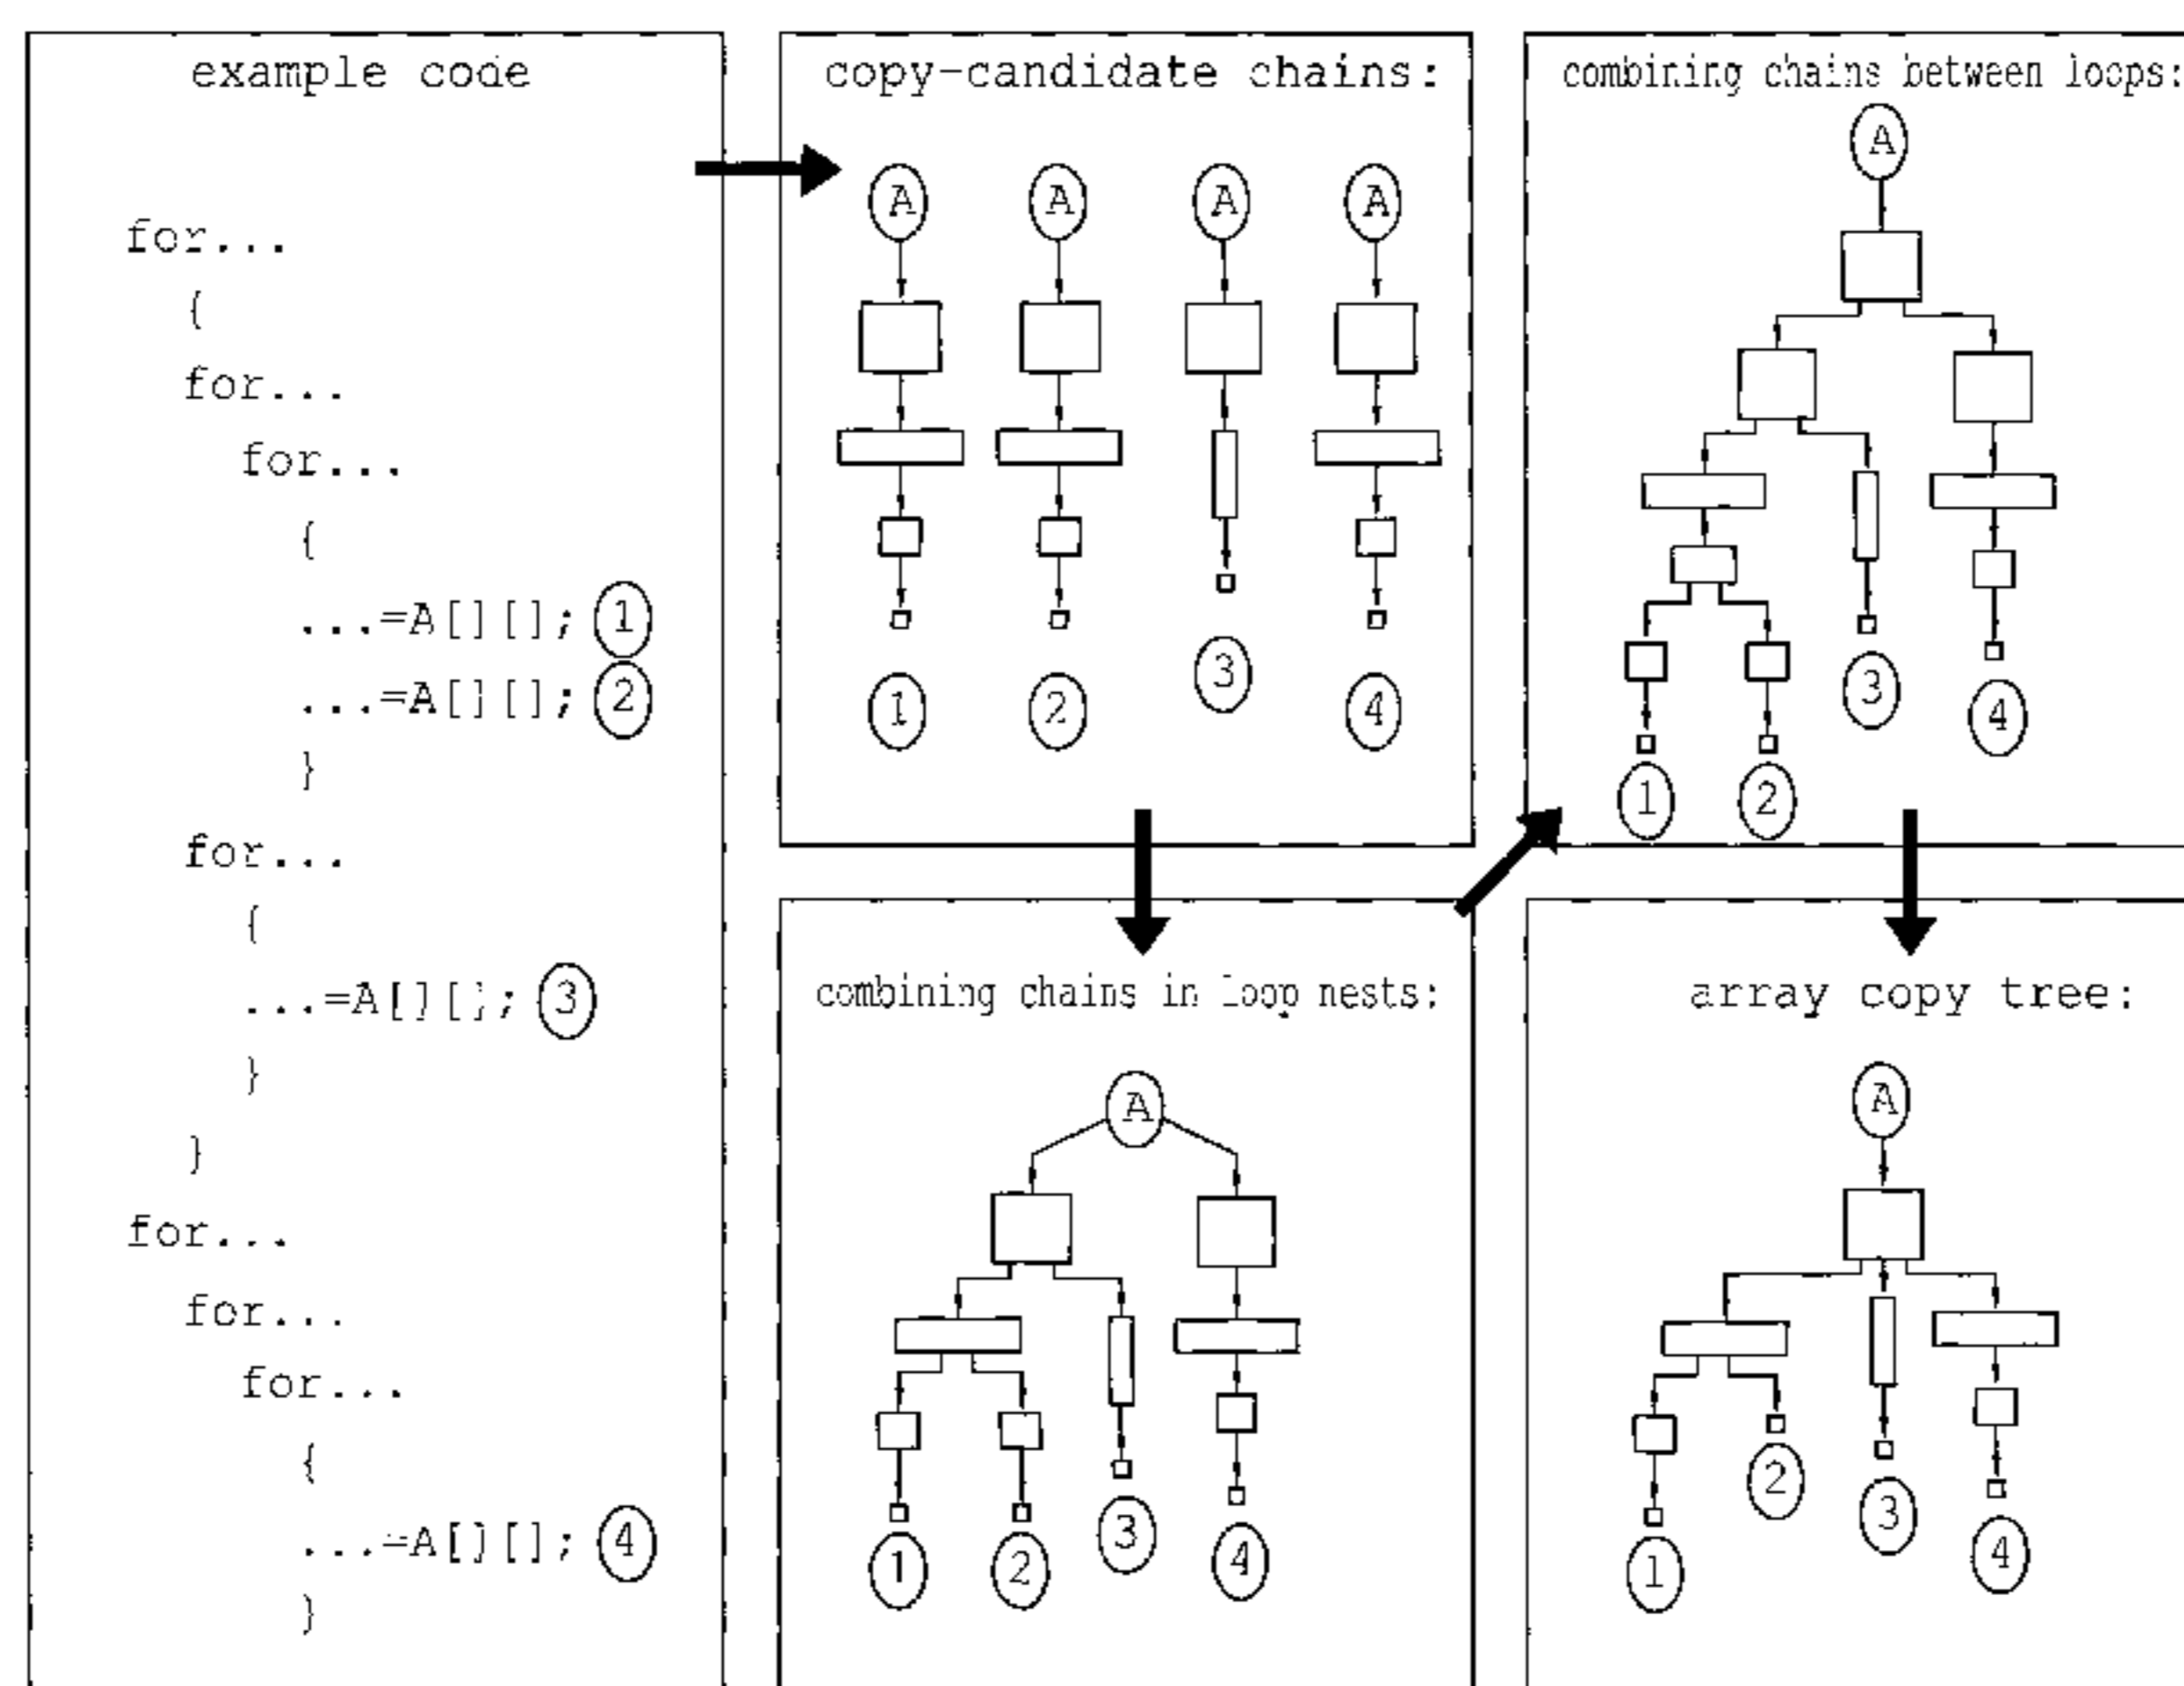 example code
for...
{
for...
for...
{
...=A[][]; 1
...=A[][]; 2
}
for...
{
...=A[][]; 3
}
}
for...
for...
for...
{
...=A[][]; 4
}
copy-candidate chains:
A A A A
1 2 3 4
combining chains in loop nests:
A
1 2 3 4
combining chains between loops:
A
1 2 3 4
array copy tree:
A
1 2 3 4